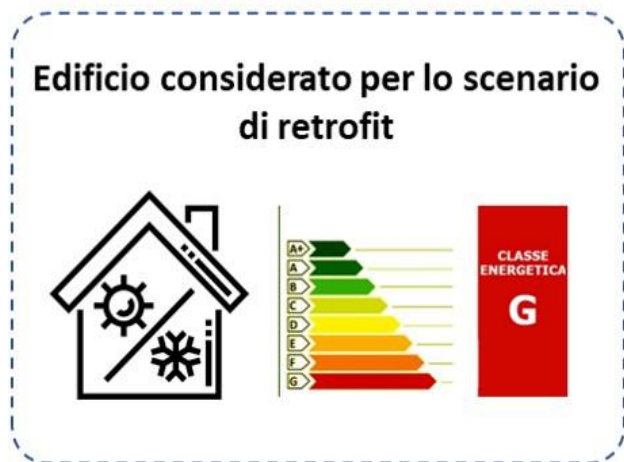 Edificio considerato per lo scenario
di retrofit
A+
A
B
C
D
E
F
G
CLASSE
ENERGETICA
G